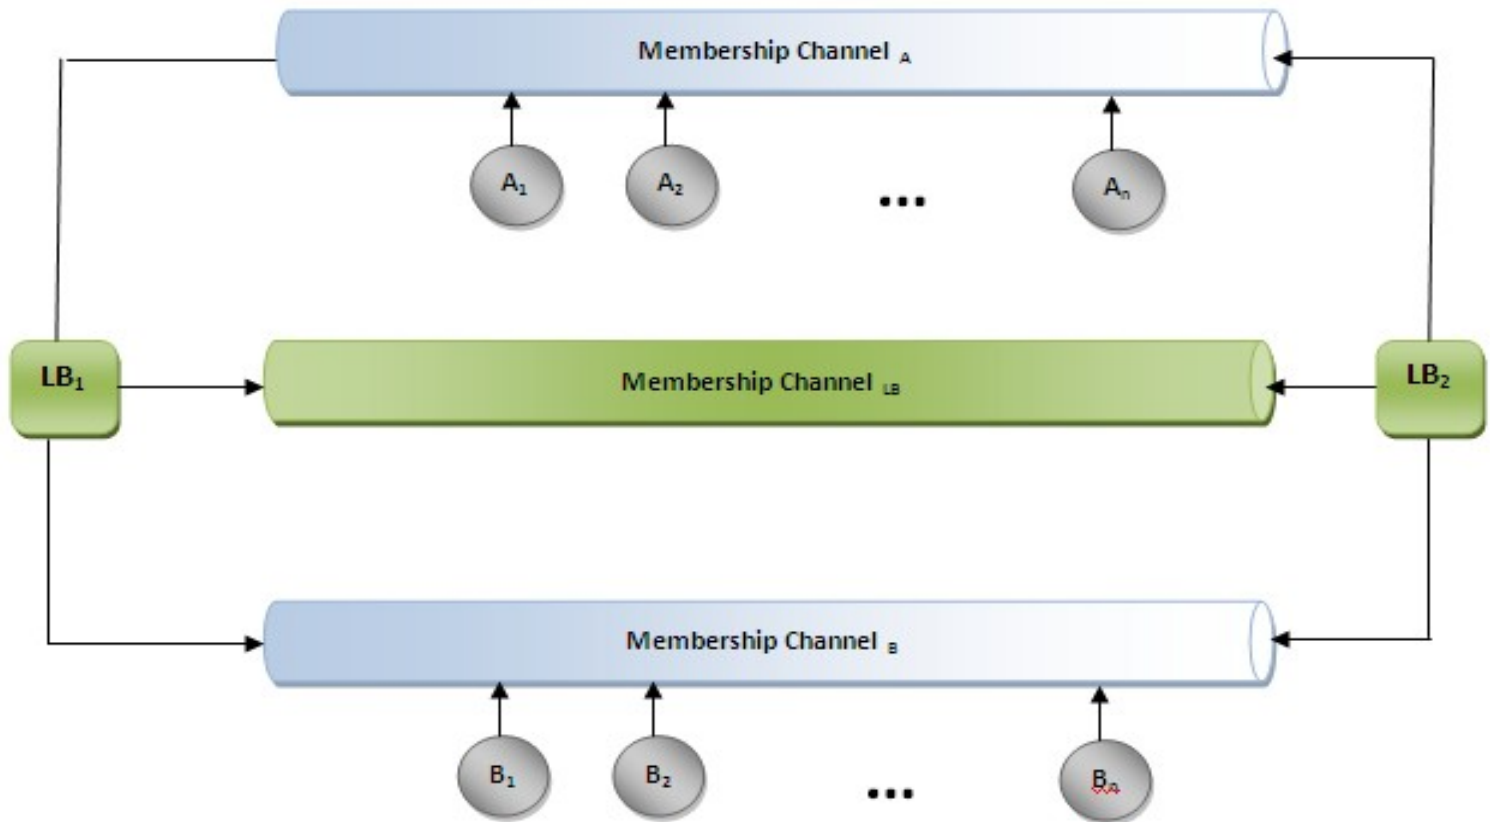 Membership Channel A
A1 A2 ... An
LB1 Membership Channel LB LB2
Membership Channel B
B1 B2 ... Bn